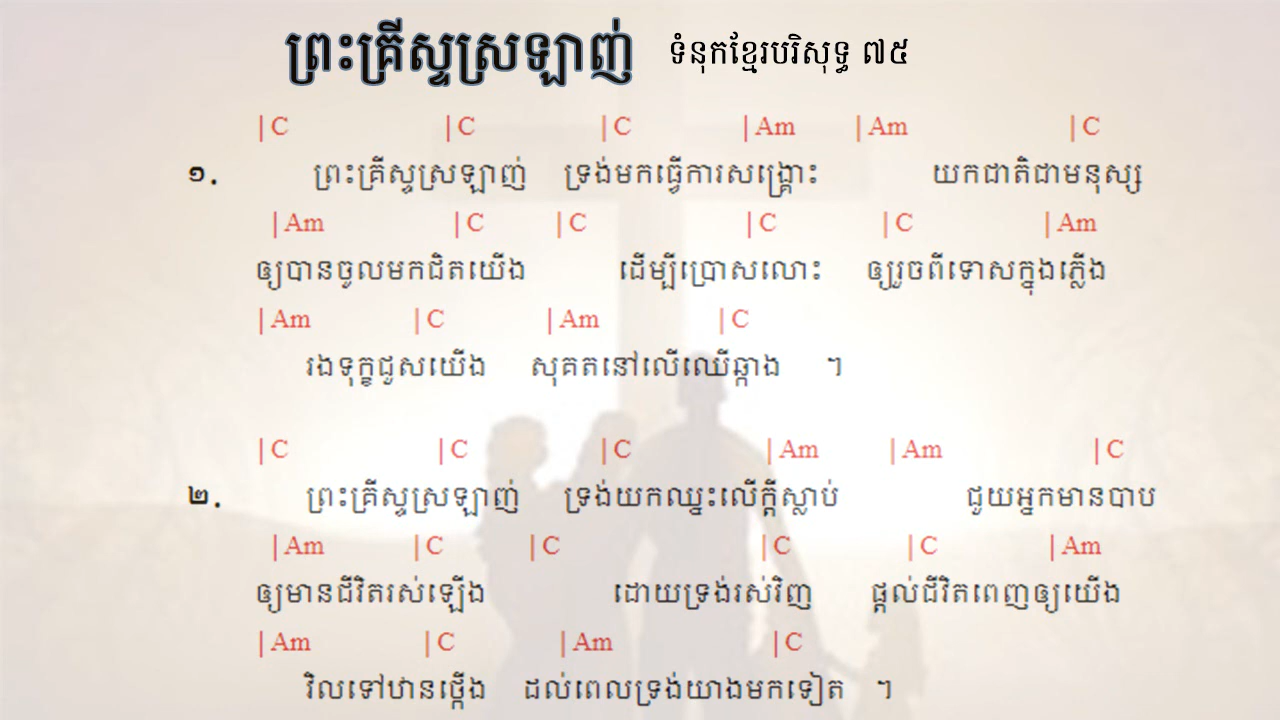 ព្រះគ្រីស្ទស្រឡាញ់ ទំនុកខ្មែរបរិសុទ្ធ ៧៥
|C |C |C |Am |Am |C
១. ព្រះគ្រីស្ទស្រឡាញ់ ទ្រង់មកធ្វើការសង្គ្រោះ យកជាតិជាមនុស្ស
|Am |C |C |C |C |Am
ឲ្យបានចូលមកជិតយើង ដើម្បីប្រោសលោះ ឲ្យរួចពីទោសក្នុងភ្លើង
|Am |C |Am |C
រងទុក្ខជួសយើង សុគតនៅលើឈើឆ្កាង ។
|C |C |C |Am |Am |C
២. ព្រះគ្រីស្ទស្រឡាញ់ ទ្រង់យកឈ្នះលើក្ដីស្លាប់ ជួយអ្នកមានបាប
|Am |C |C |C |C |Am
ឲ្យមានជីវិតរស់ឡើង ដោយទ្រង់រស់វិញ ផ្ដល់ជីវិតពេញឲ្យយើង
|Am |C |Am |C
វិលទៅឋានថ្កើង ដល់ពេលទ្រង់យាងមកទៀត ។